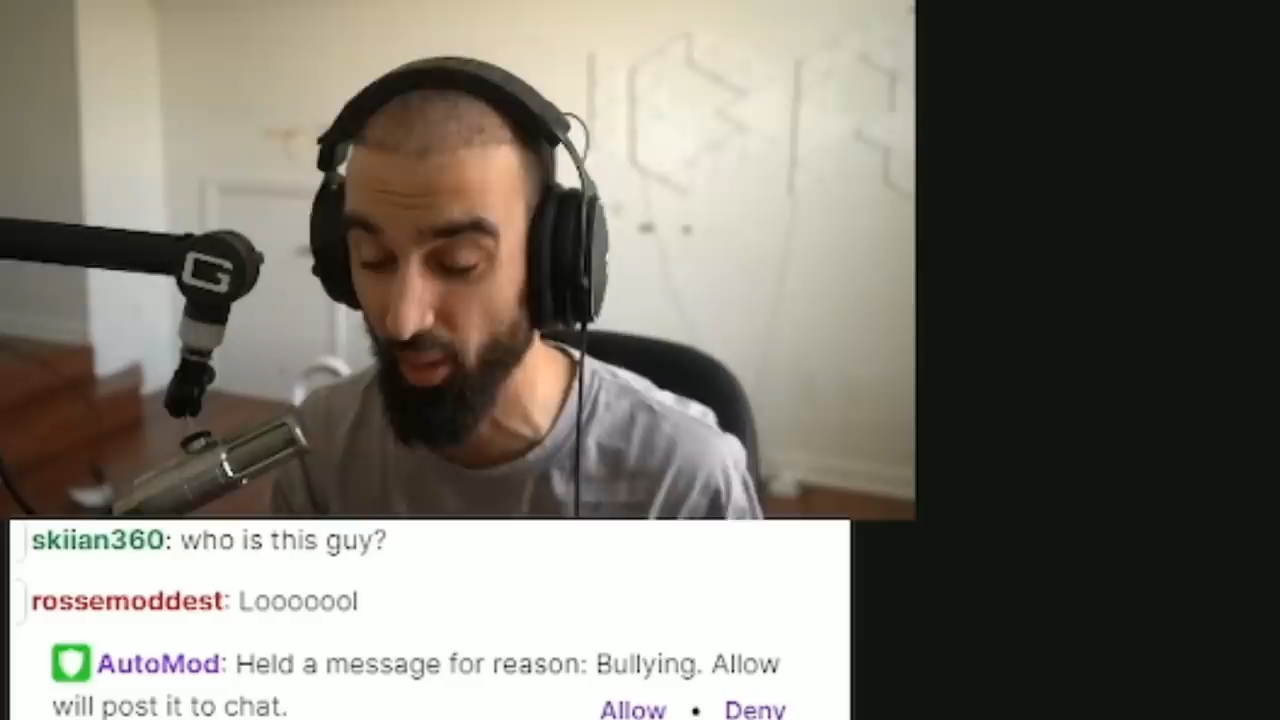 G
skiian360: who is this guy?
rossemoddest: Looooool
AutoMod: Held a message for reason: Bullying. Allow
will post it to chat. Allow • Deny